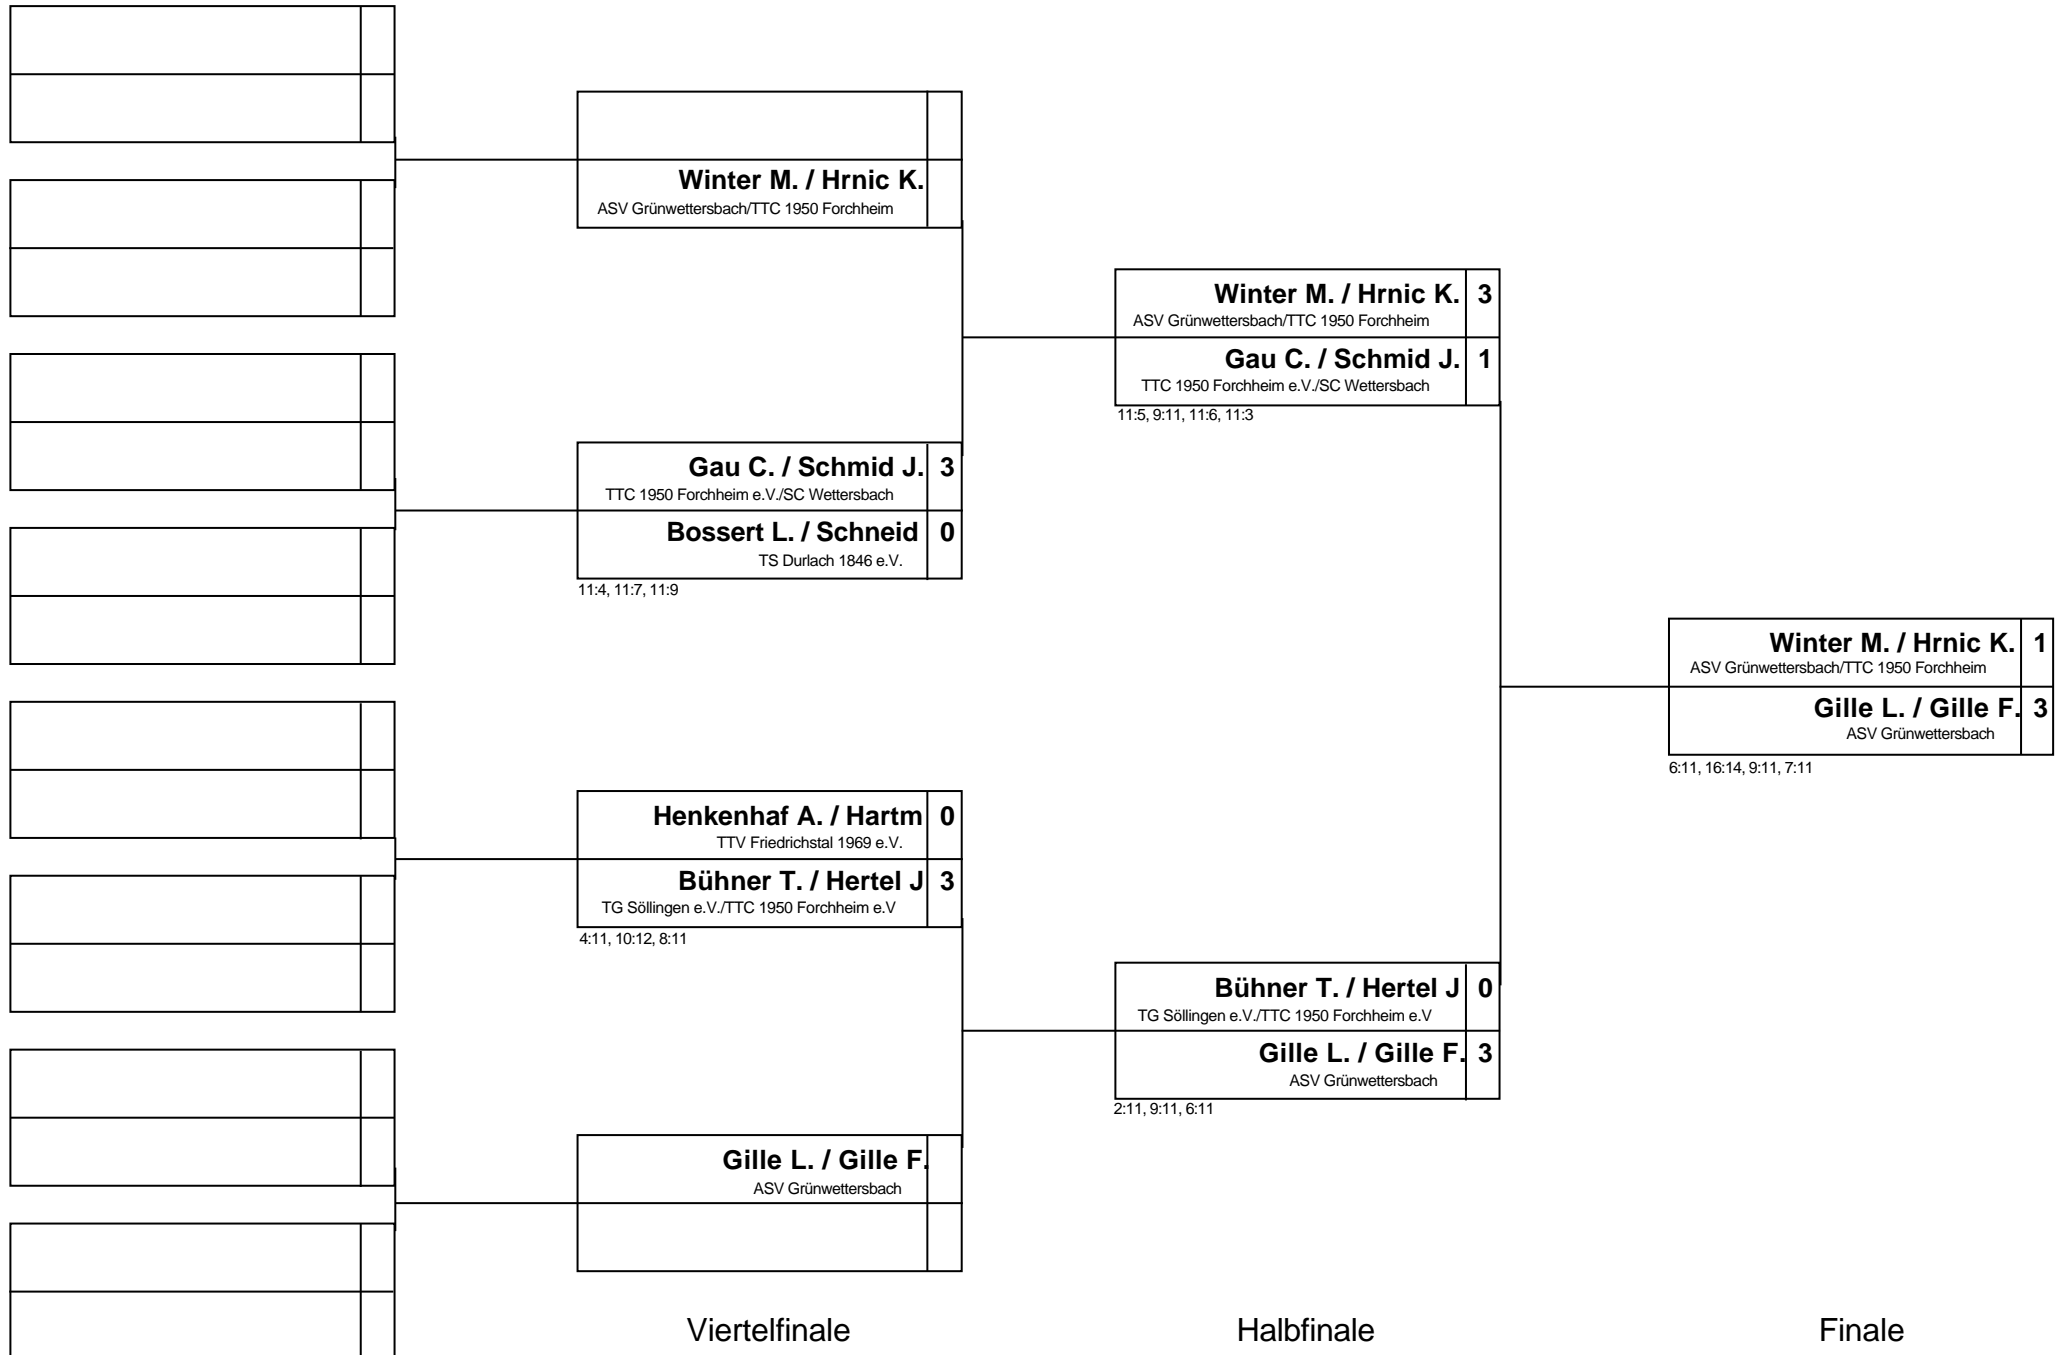 Winter M. / Hrnic K.
ASV Grünwettersbach/TTC 1950 Forchheim
Gau C. / Schmid J. 3
TTC 1950 Forchheim e.V./SC Wettersbach
Bossert L. / Schneid 0
TS Durlach 1846 e.V.
11:4, 11:7, 11:9
Henkenhaf A. / Hartm 0
TTV Friedrichstal 1969 e.V.
Bühner T. / Hertel J 3
TG Söllingen e.V./TTC 1950 Forchheim e.V
4:11, 10:12, 8:11
Gille L. / Gille F.
ASV Grünwettersbach
Viertelfinale
Winter M. / Hrnic K. 3
ASV Grünwettersbach/TTC 1950 Forchheim
Gau C. / Schmid J. 1
TTC 1950 Forchheim e.V./SC Wettersbach
11:5, 9:11, 11:6, 11:3
Bühner T. / Hertel J 0
TG Söllingen e.V./TTC 1950 Forchheim e.V
Gille L. / Gille F. 3
ASV Grünwettersbach
2:11, 9:11, 6:11
Halbfinale
Winter M. / Hrnic K. 1
ASV Grünwettersbach/TTC 1950 Forchheim
Gille L. / Gille F. 3
ASV Grünwettersbach
6:11, 16:14, 9:11, 7:11
Finale